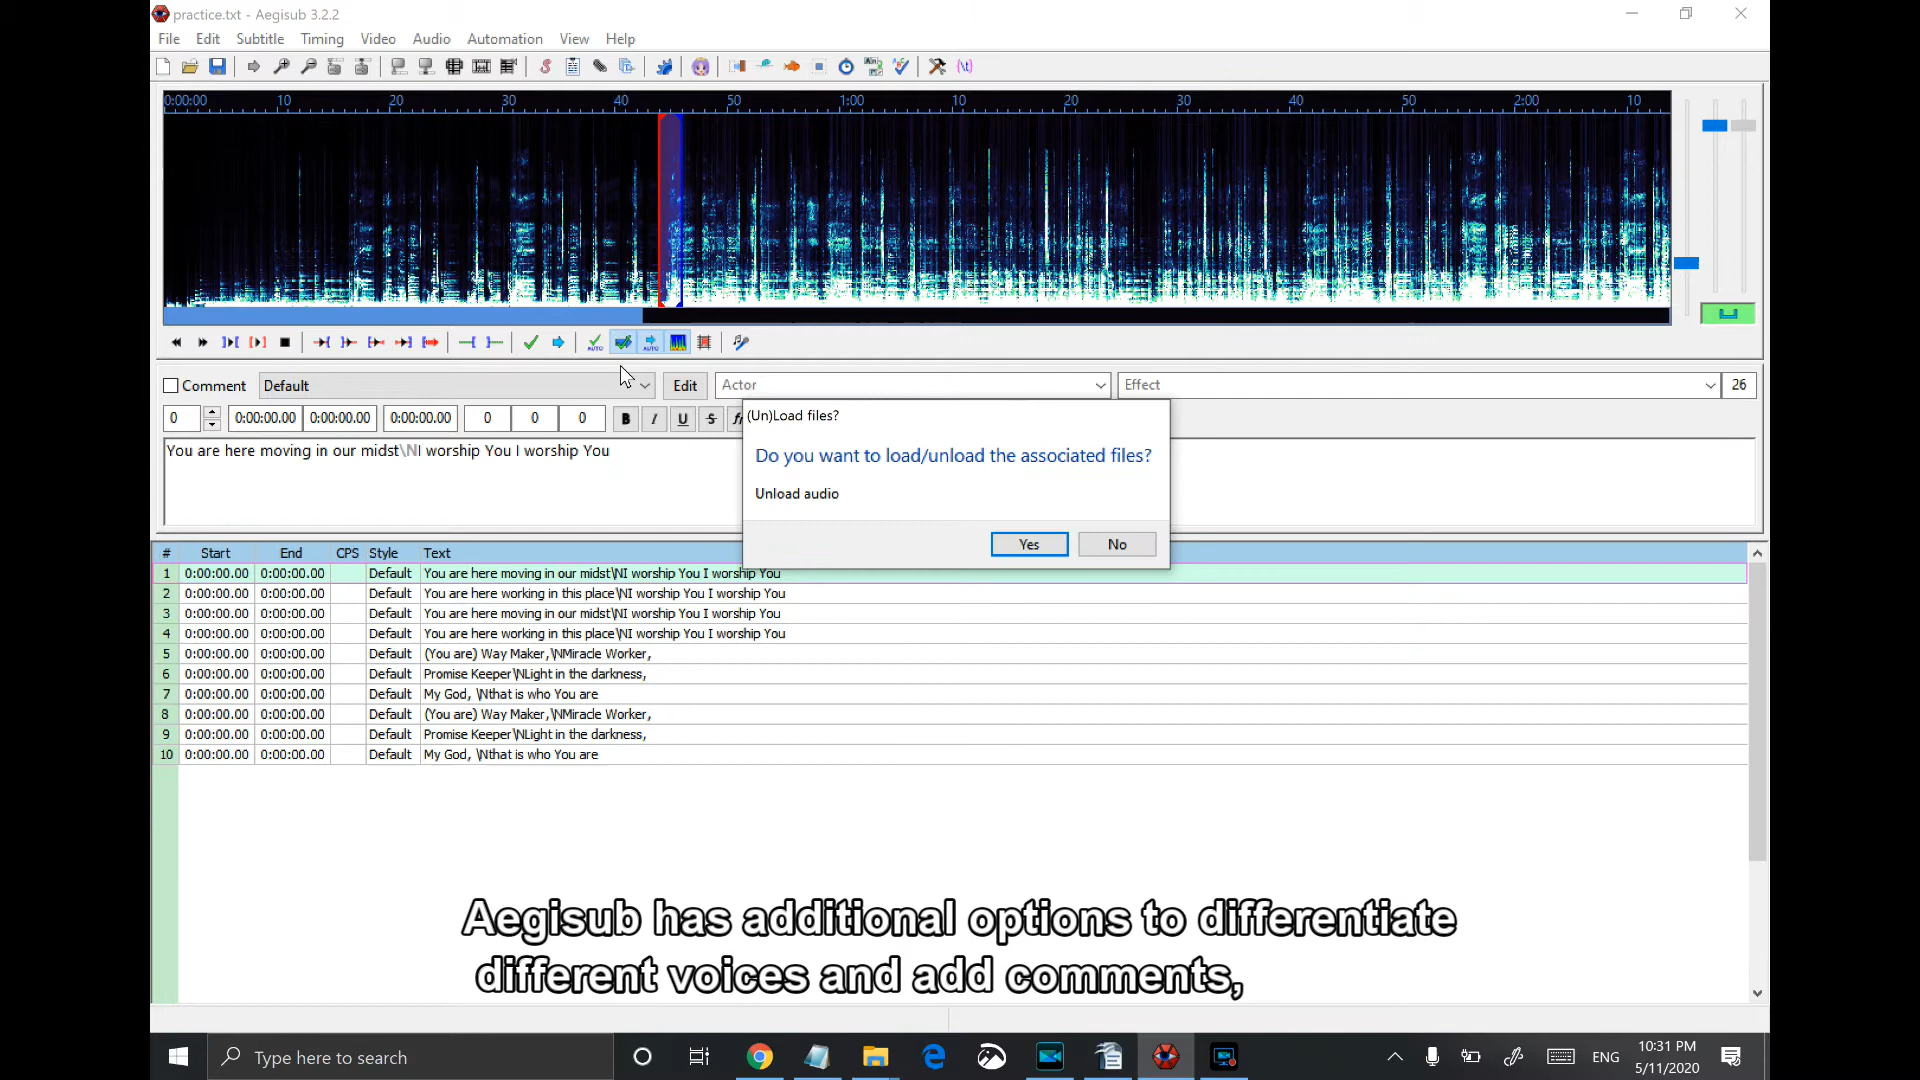 practice.txt - Aegisub 3.2.2
File Edit Subtitle Timing Video Audio Automation View Help
0:00:00 10 20 30 40 50 1:00 10 20 30 40 50 2:00 10
Comment Default Edit Actor Effect 26
0 0:00:00.00 0:00:00.00 0:00:00.00 0 0 0 B I U S
You are here moving in our midst\NI worship You I worship You
(Un)Load files?
Do you want to load/unload the associated files?
Unload audio
Yes No
# Start End CPS Style Text
1 0:00:00.00 0:00:00.00 Default You are here moving in our midst\NI worship You I worship You
2 0:00:00.00 0:00:00.00 Default You are here working in this place\NI worship You I worship You
3 0:00:00.00 0:00:00.00 Default You are here moving in our midst\NI worship You I worship You
4 0:00:00.00 0:00:00.00 Default You are here working in this place\NI worship You I worship You
5 0:00:00.00 0:00:00.00 Default (You are) Way Maker,\NMiracle Worker,
6 0:00:00.00 0:00:00.00 Default Promise Keeper\NLight in the darkness,
7 0:00:00.00 0:00:00.00 Default My God, \Nthat is who You are
8 0:00:00.00 0:00:00.00 Default (You are) Way Maker,\NMiracle Worker,
9 0:00:00.00 0:00:00.00 Default Promise Keeper\NLight in the darkness,
10 0:00:00.00 0:00:00.00 Default My God, \Nthat is who You are
Aegisub has additional options to differentiate
different voices and add comments,
Type here to search
ENG
10:31 PM
5/11/2020